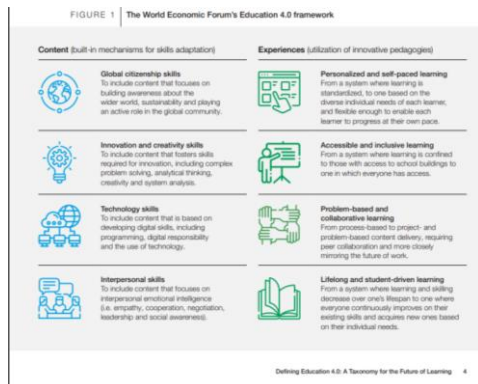 FIGURE 1 The World Economic Forum's Education 4.0 framework
Content (built-in mechanisms for skills adaptation)
Global citizenship skills
To include content that focuses on
building awareness about the
wider world, sustainability and playing
an active role in the global community.
Innovation and creativity skills
To include content that fosters skills
required for innovation, including complex
problem solving, analytical thinking,
creativity and system analysis.
Technology skills
To include content that is based on
developing digital skills, including
programming, digital responsibility
and the use of technology.
Interpersonal skills
To include content that focuses on
interpersonal emotional intelligence
(i.e. empathy, cooperation, negotiation,
leadership and social awareness).
Experiences (utilization of innovative pedagogies)
Personalized and self-paced learning
From a system where learning is
standardized, to one based on the
diverse individual needs of each learner,
and flexible enough to enable each
learner to progress at their own pace.
Accessible and inclusive learning
From a system where learning is confined
to those with access to school buildings to
one in which everyone has access.
Problem-based and
collaborative learning
From process-based to project- and
problem-based content delivery, requiring
peer collaboration and more closely
mirroring the future of work.
Lifelong and student-driven learning
From a system where learning and skilling
decrease over one's lifespan to one where
everyone continuously improves on their
existing skills and acquires new ones based
on their individual needs.
Defining Education 4.0: A Taxonomy for the Future of Learning 4